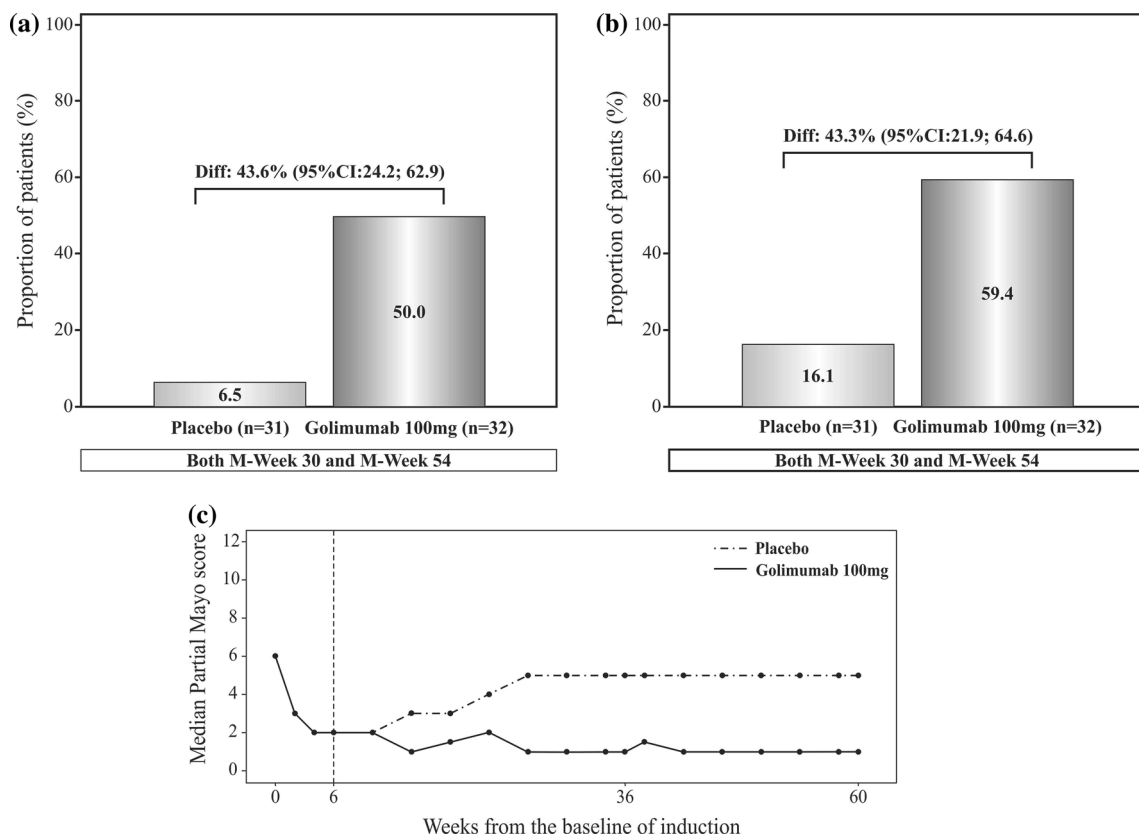 (a)
Proportion of patients (%)
100
80
60
40
20
0
Diff: 43.6% (95%CI:24.2; 62.9)
6.5
50.0
Placebo (n=31)
Golimumab 100mg (n=32)
Both M-Week 30 and M-Week 54
(b)
Proportion of patients (%)
100
80
60
40
20
0
Diff: 43.3% (95%CI:21.9; 64.6)
16.1
59.4
Placebo (n=31)
Golimumab 100mg (n=32)
Both M-Week 30 and M-Week 54
(c)
Median Partial Mayo score
12
10
8
6
4
2
0
Placebo
Golimumab 100mg
0
6
36
60
Weeks from the baseline of induction